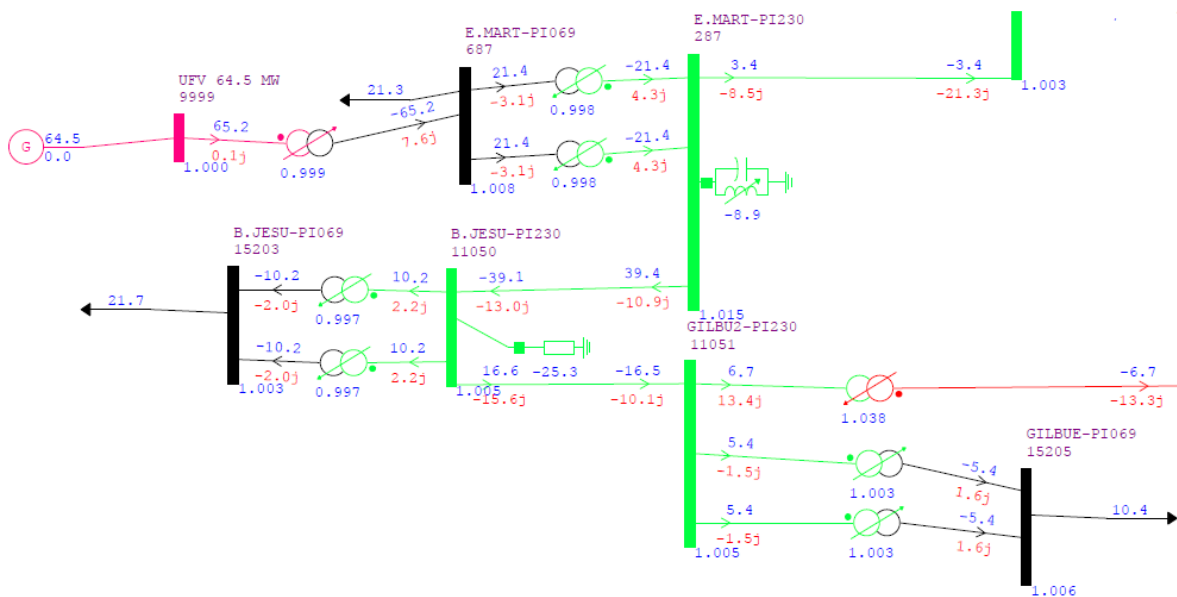 E.MART-PI230
287
E.MART-PI069
687
UFV 64.5 MW
9999
G
64.5
0.0
65.2
0.1j
1.000
0.999
-65.2
7.6j
21.3
21.4
-3.1j
0.998
-21.4
4.3j
21.4
-3.1j
0.998
-21.4
4.3j
1.008
3.4
-8.5j
-3.4
-21.3j
1.003
-8.9
B.JESU-PI069
15203
B.JESU-PI230
11050
21.7
-10.2
-2.0j
0.997
10.2
2.2j
-10.2
-2.0j
0.997
10.2
2.2j
1.003
-39.1
-13.0j
39.4
-10.9j
1.015
1.005
16.6
-15.6j
-25.3
-16.5
-10.1j
GILBU2-PI230
11051
6.7
13.4j
1.038
-6.7
-13.3j
GILBUE-PI069
15205
5.4
-1.5j
1.003
-5.4
1.6j
5.4
-1.5j
1.003
-5.4
1.6j
10.4
1.005
1.006